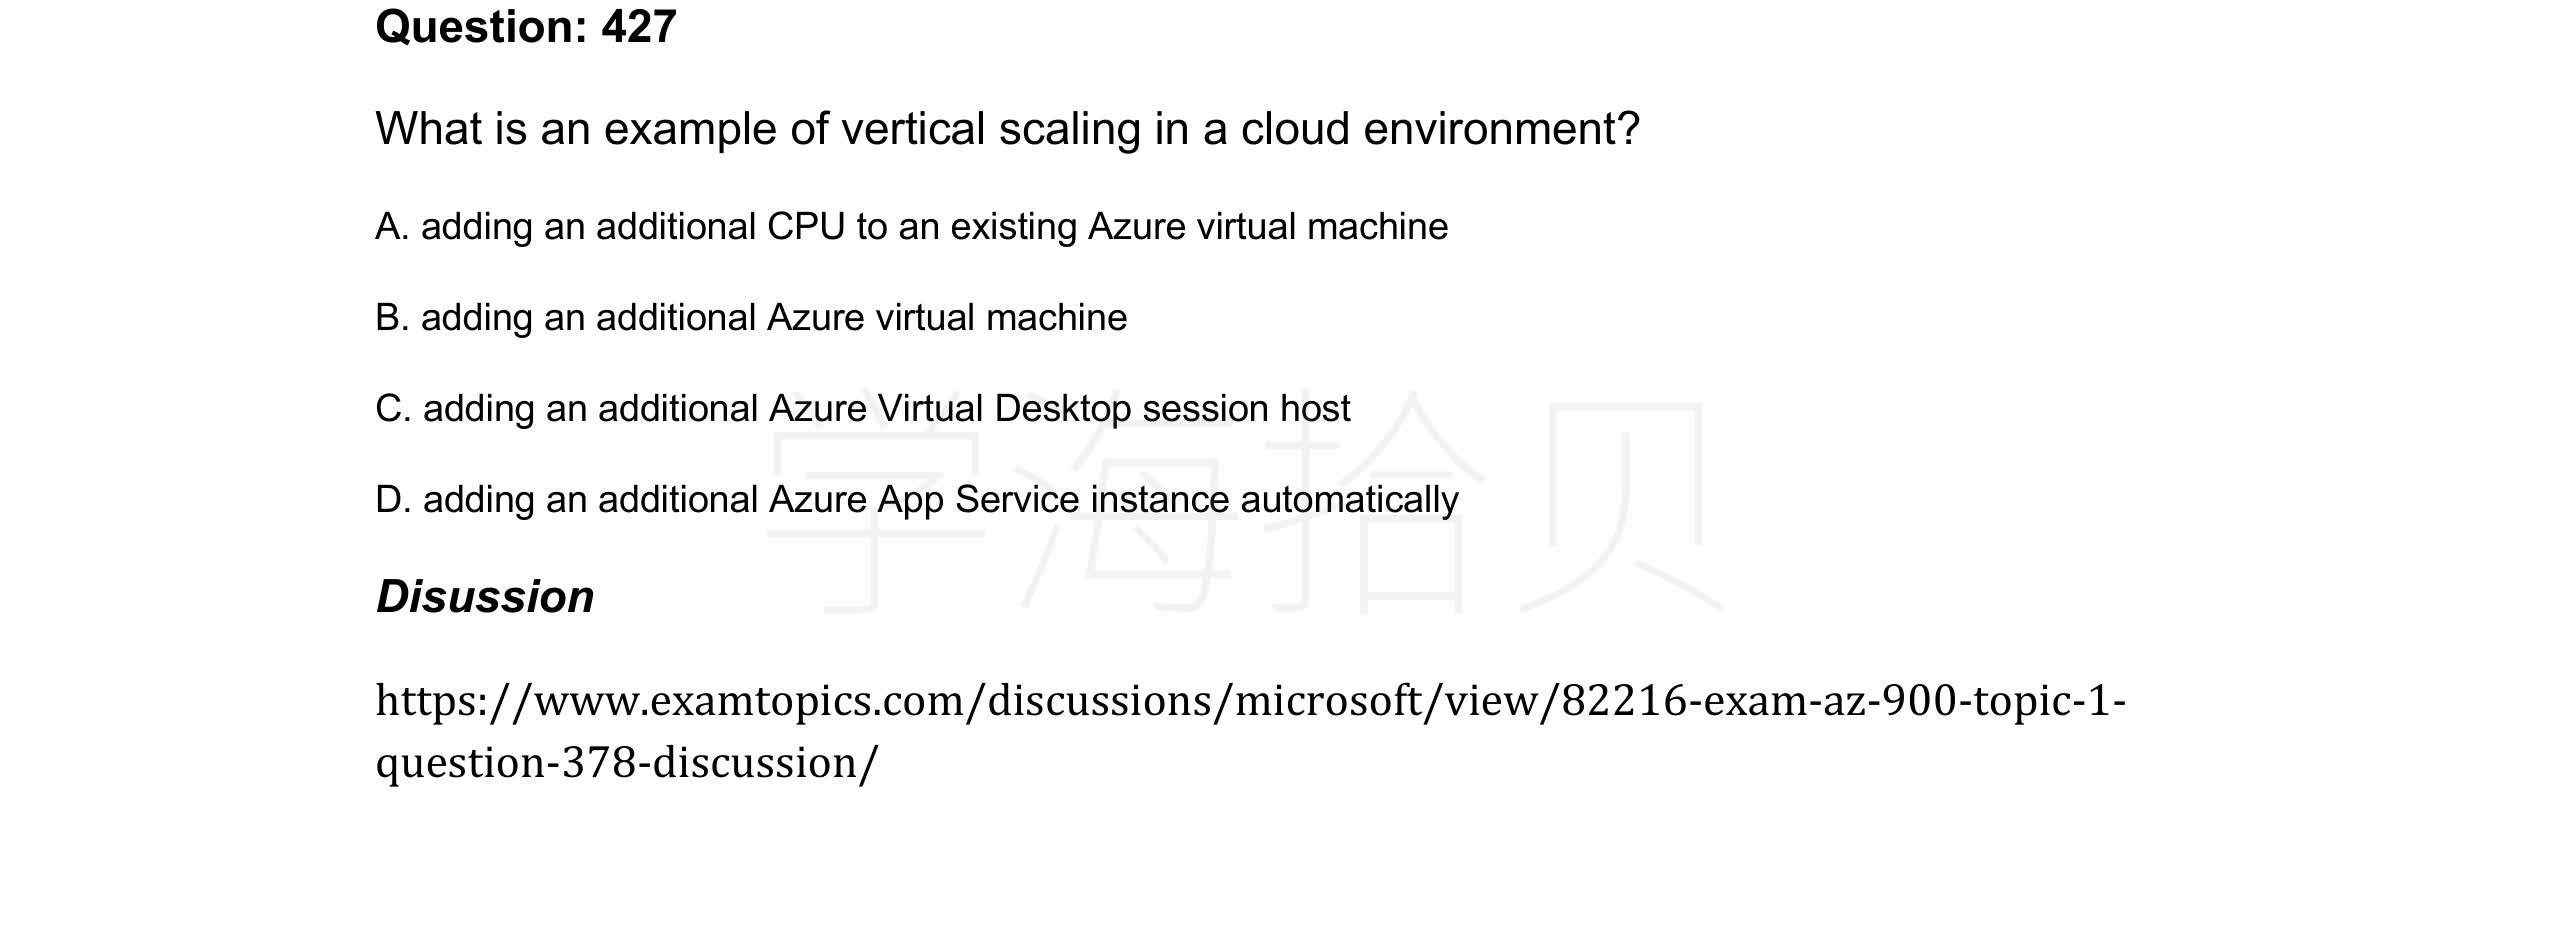 Question: 427
What is an example of vertical scaling in a cloud environment?
A. adding an additional CPU to an existing Azure virtual machine
B. adding an additional Azure virtual machine
C. adding an additional Azure Virtual Desktop session host
D. adding an additional Azure App Service instance automatically
学海拾贝
Disussion
https://www.examtopics.com/discussions/microsoft/view/82216-exam-az-900-topic-1-
question-378-discussion/